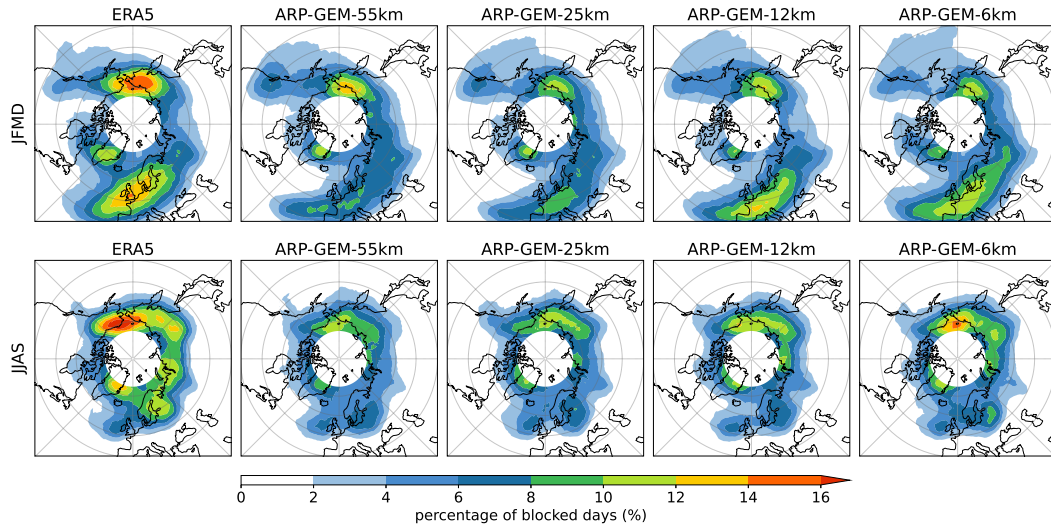 ERA5 ARP-GEM-55km ARP-GEM-25km ARP-GEM-12km ARP-GEM-6km
JFMD
ERA5 ARP-GEM-55km ARP-GEM-25km ARP-GEM-12km ARP-GEM-6km
JJAS
0 2 4 6 8 10 12 14 16
percentage of blocked days (%)